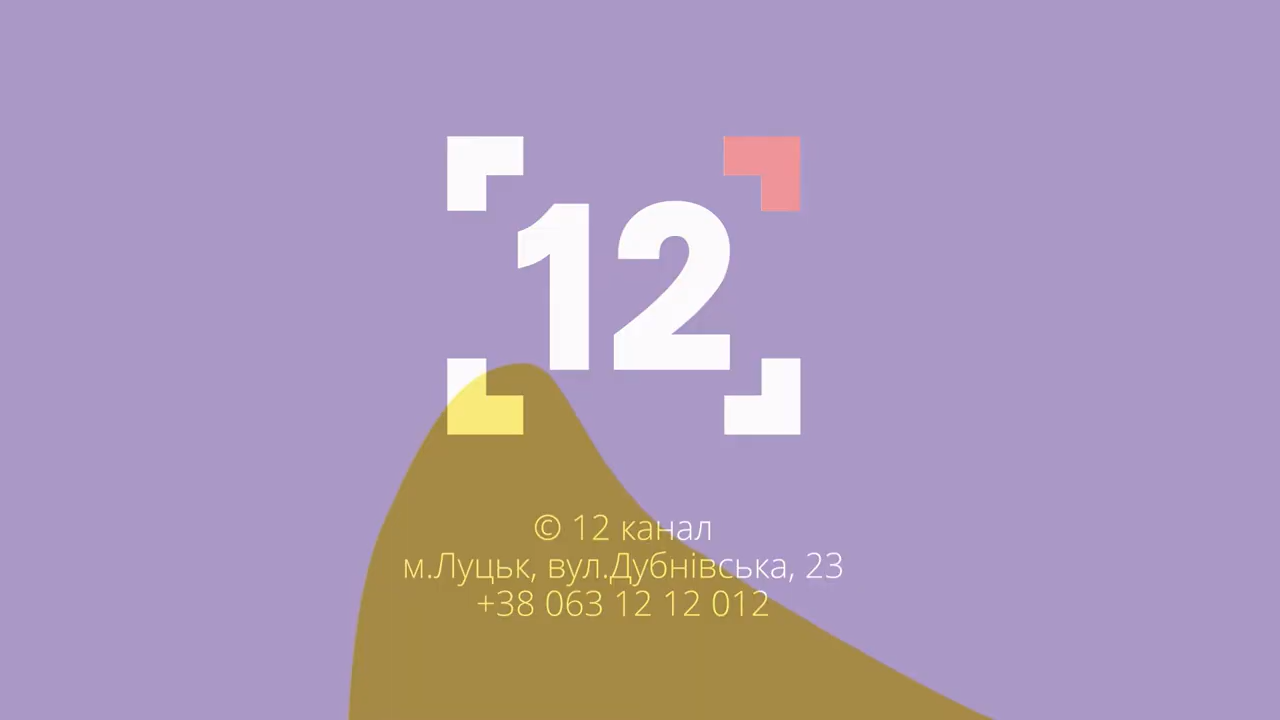 12
© 12 канал
м.Луцьк, вул.Дубнівська, 23
+38 063 12 12 012